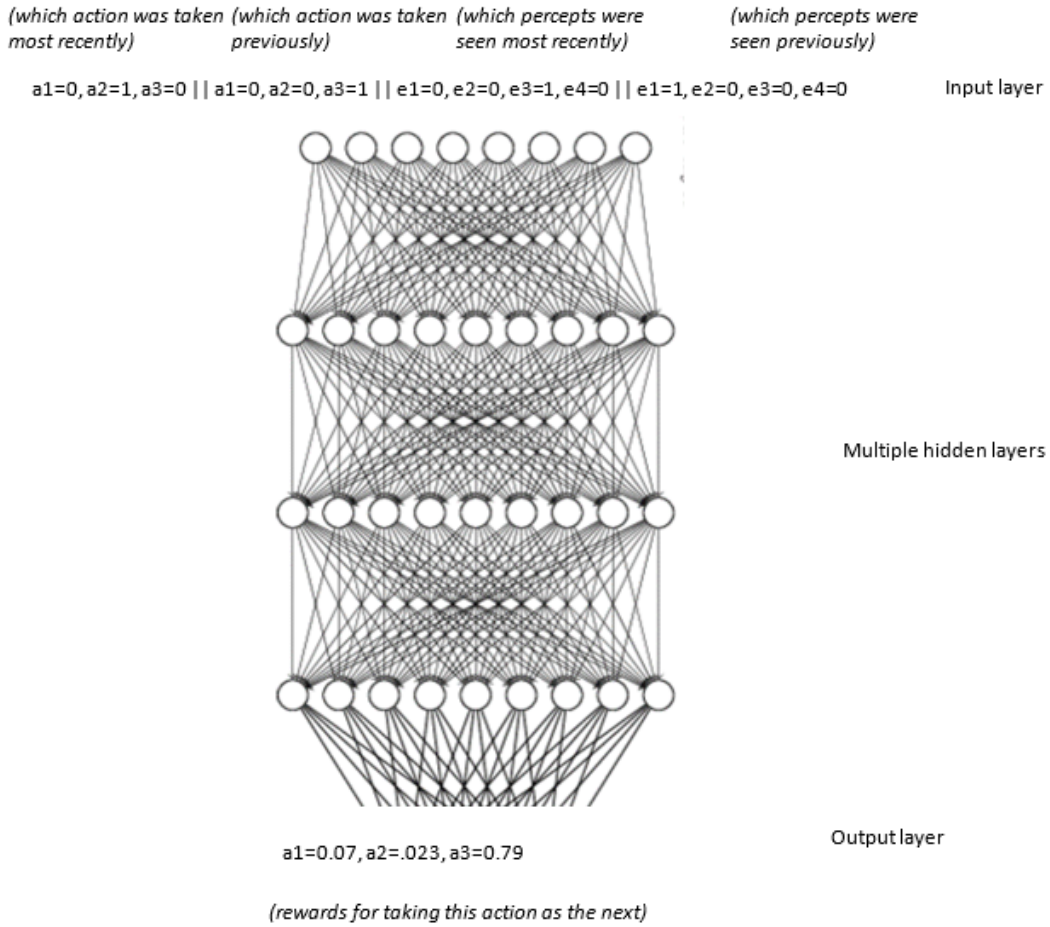 (which action was taken most recently)
(which action was taken previously)
(which percepts were seen most recently)
(which percepts were seen previously)
a1=0, a2=1, a3=0 || a1=0, a2=0, a3=1 || e1=0, e2=0, e3=1, e4=0 || e1=1, e2=0, e3=0, e4=0
Input layer
Multiple hidden layers
Output layer
a1=0.07, a2=.023, a3=0.79
(rewards for taking this action as the next)